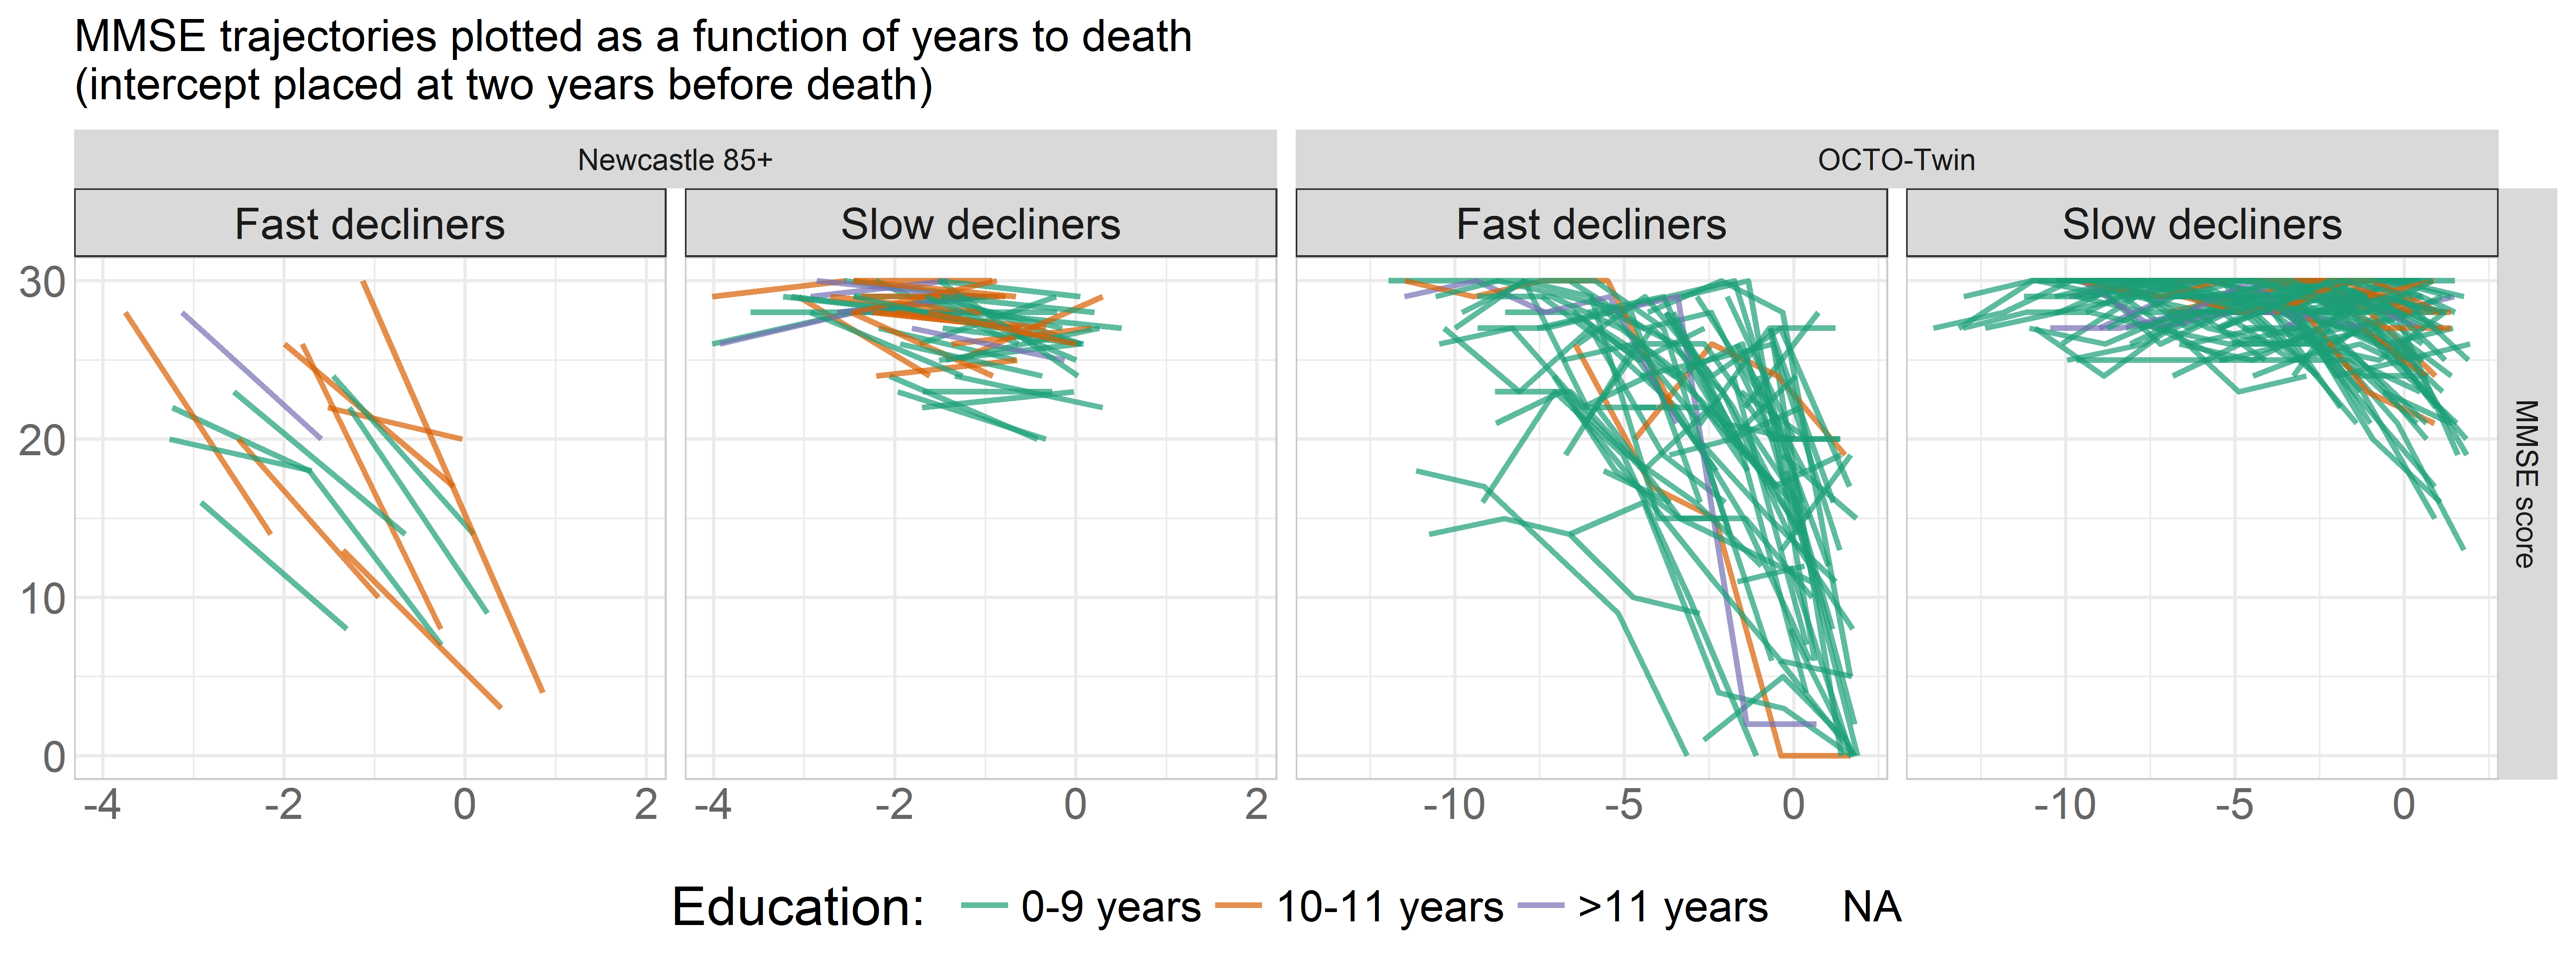 MMSE trajectories plotted as a function of years to death
(intercept placed at two years before death)
Newcastle 85+
OCTO-Twin
Fast decliners
Slow decliners
Fast decliners
Slow decliners
30
20
10
0
MMSE score
-4 -2 0 2
-4 -2 0 2
-10 -5 0
-10 -5 0
Education: 0-9 years 10-11 years >11 years NA